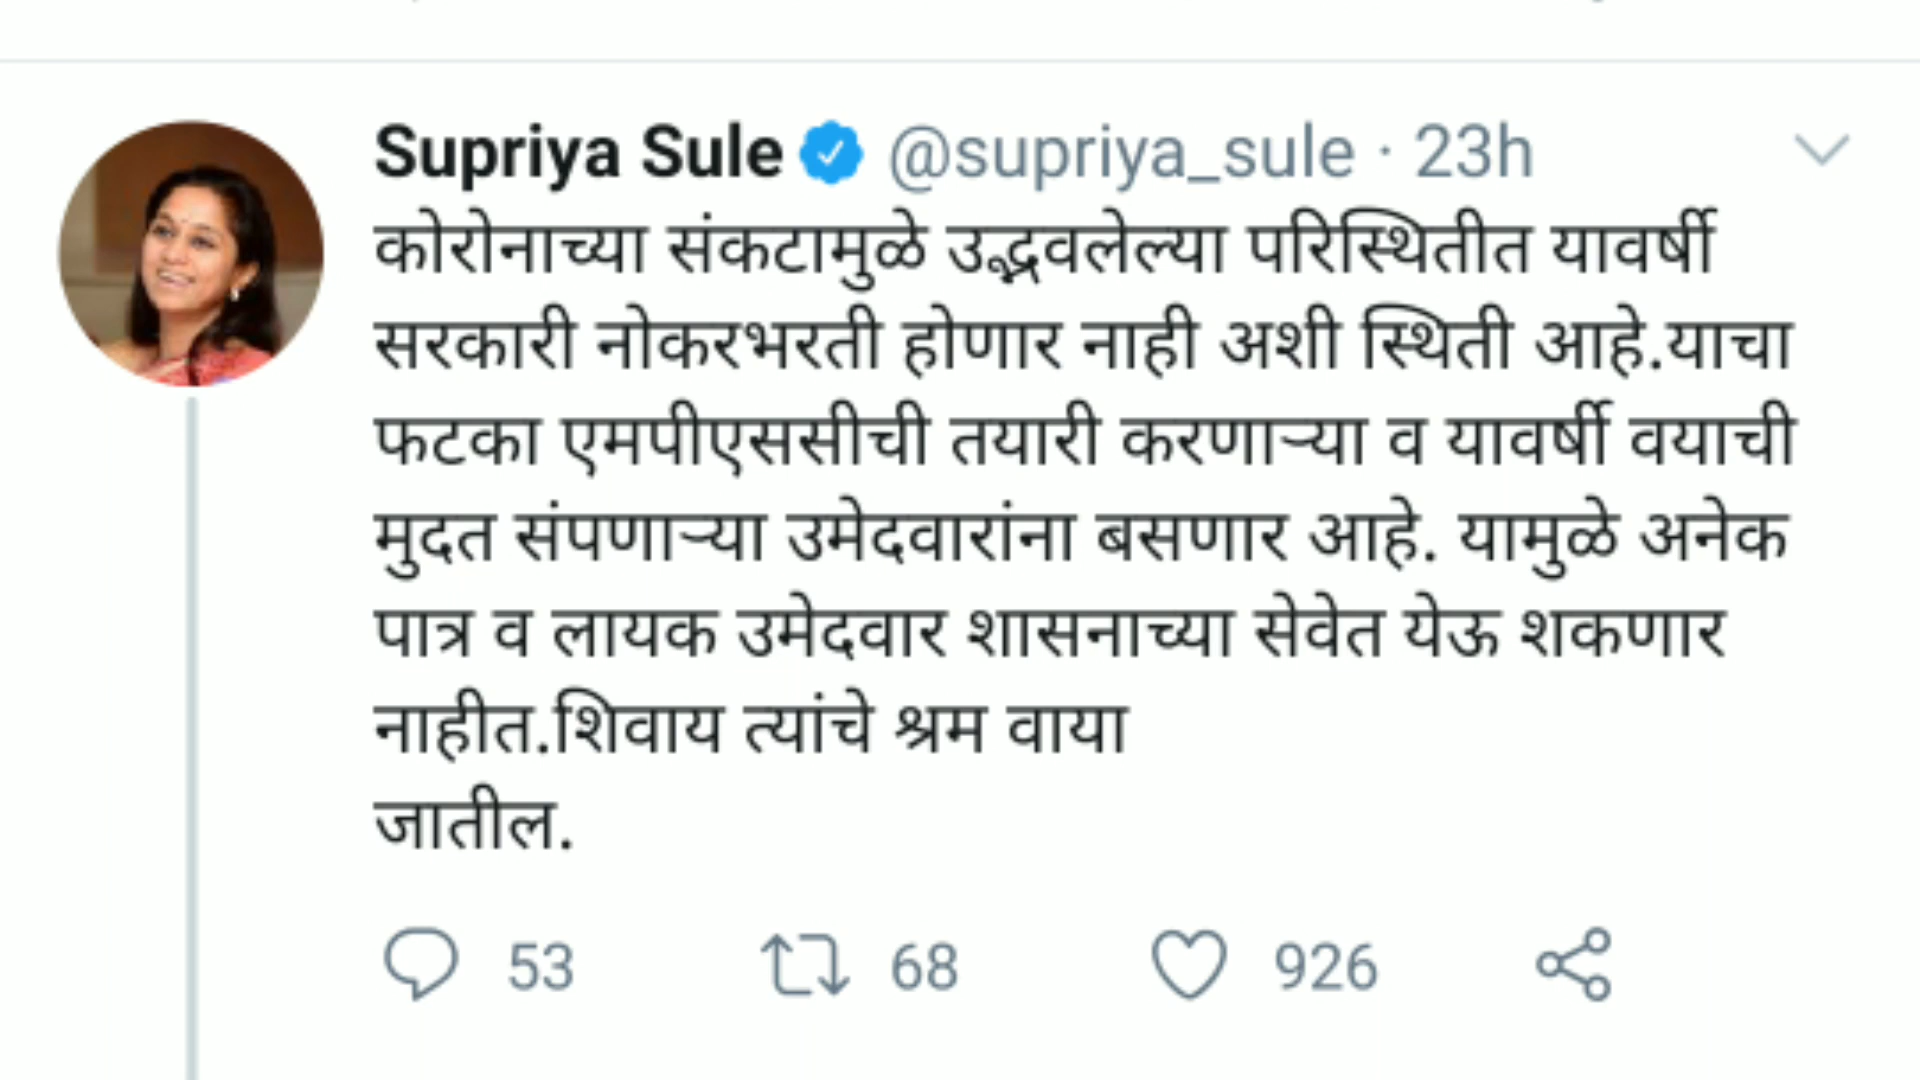 Supriya Sule @supriya_sule · 23h
कोरोनाच्या संकटामुळे उद्भवलेल्या परिस्थितीत यावर्षी
सरकारी नोकरभरती होणार नाही अशी स्थिती आहे.याचा
फटका एमपीएससीची तयारी करणाऱ्या व यावर्षी वयाची
मुदत संपणाऱ्या उमेदवारांना बसणार आहे. यामुळे अनेक
पात्र व लायक उमेदवार शासनाच्या सेवेत येऊ शकणार
नाहीत.शिवाय त्यांचे श्रम वाया
जातील.
53 68 926